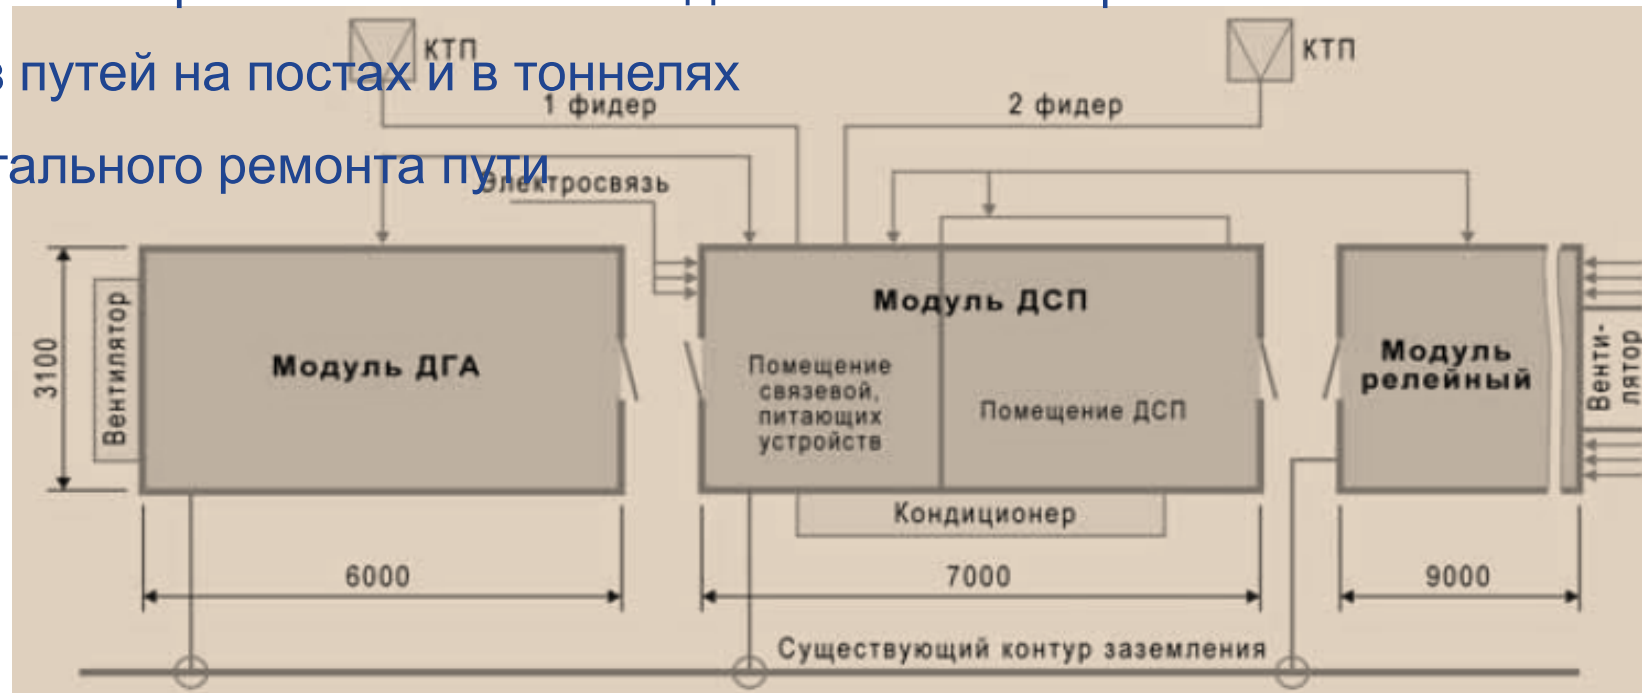 КТП
КТП
в путей на постах и в тоннелях
1 фидер
2 фидер
тального ремонта пути
Электросвязь
Модуль ДСП
Вентилятор
3100
Модуль ДГА
Помещение
связевой,
питающих
устройств
Помещение ДСП
Модуль
релейный
Венти-
лятор
Кондиционер
6000
7000
9000
Существующий контур заземления